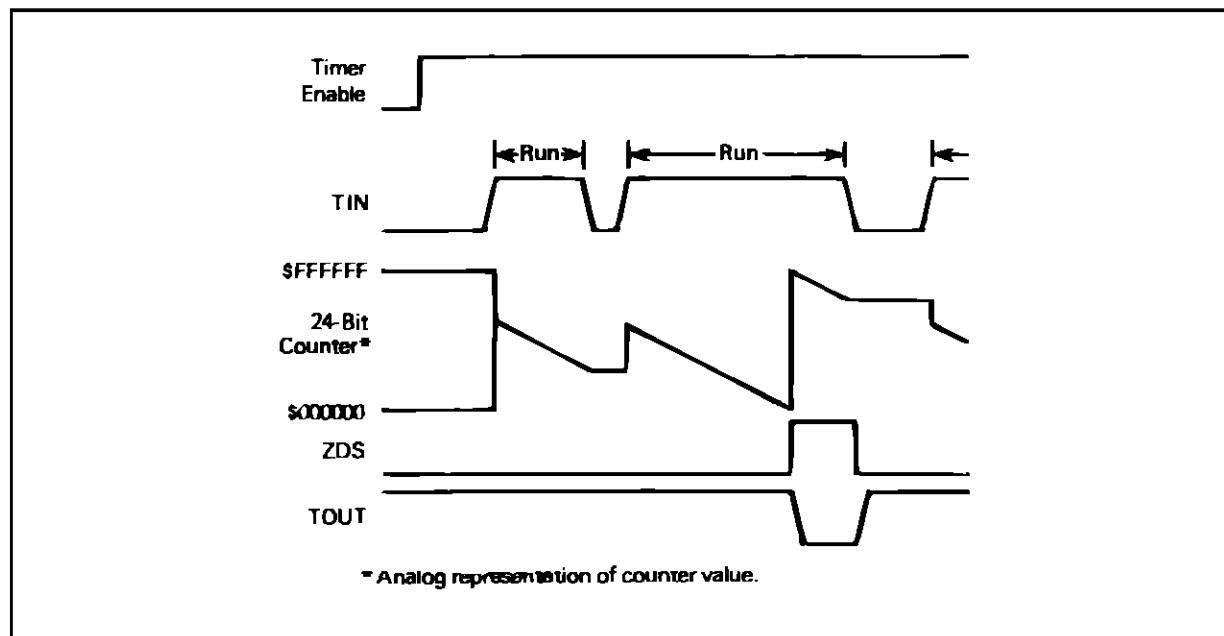 Timer
Enable
Run
Run
TIN
$FFFFFF
24-Bit
Counter*
$000000
ZDS
TOUT
* Analog representation of counter value.